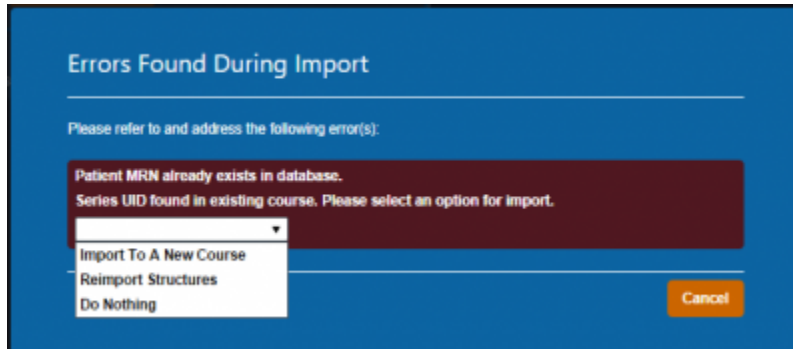 Errors Found During Import
Please refer to and address the following error(s):
Patient MRN already exists in database.
Series UID found in existing course. Please select an option for import.
Import To A New Course
Reimport Structures
Do Nothing
Cancel